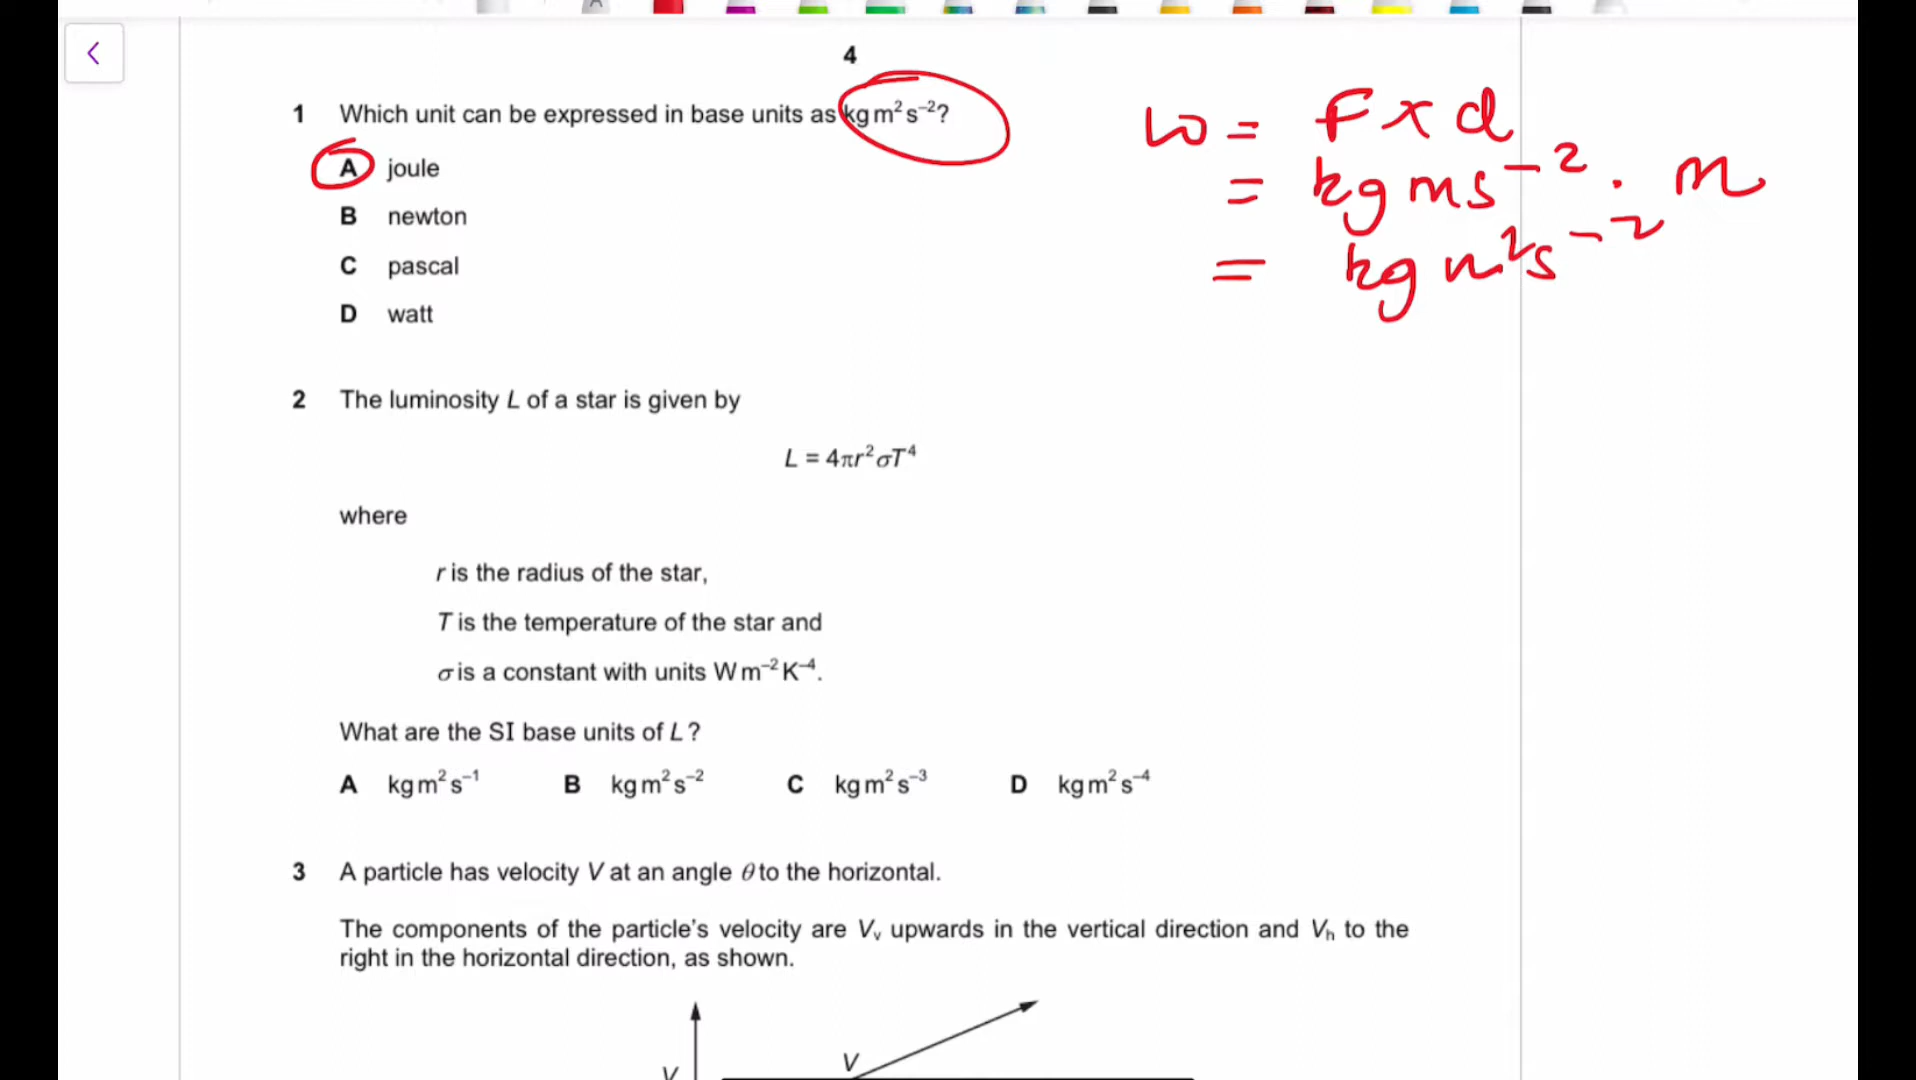 4
1 Which unit can be expressed in base units as kg m² s⁻²?
A joule
B newton
C pascal
D watt
W = F x d
= kg ms⁻² . m
= kg m²s⁻²
2 The luminosity L of a star is given by
L = 4πr²σT⁴
where
r is the radius of the star,
T is the temperature of the star and
σ is a constant with units W m⁻² K⁻⁴.
What are the SI base units of L?
A kg m² s⁻¹ B kg m² s⁻² C kg m² s⁻³ D kg m² s⁻⁴
3 A particle has velocity V at an angle θ to the horizontal.
The components of the particle's velocity are Vᵥ upwards in the vertical direction and Vₕ to the
right in the horizontal direction, as shown.
V
V